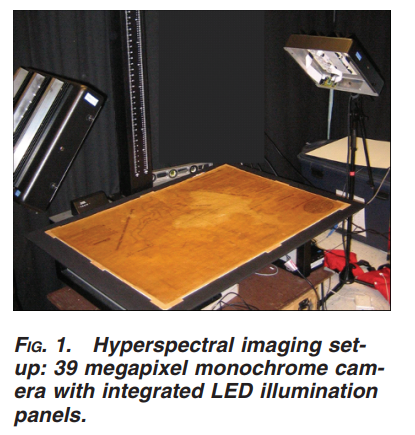 FIG. 1. Hyperspectral imaging set-
up: 39 megapixel monochrome cam-
era with integrated LED illumination
panels.